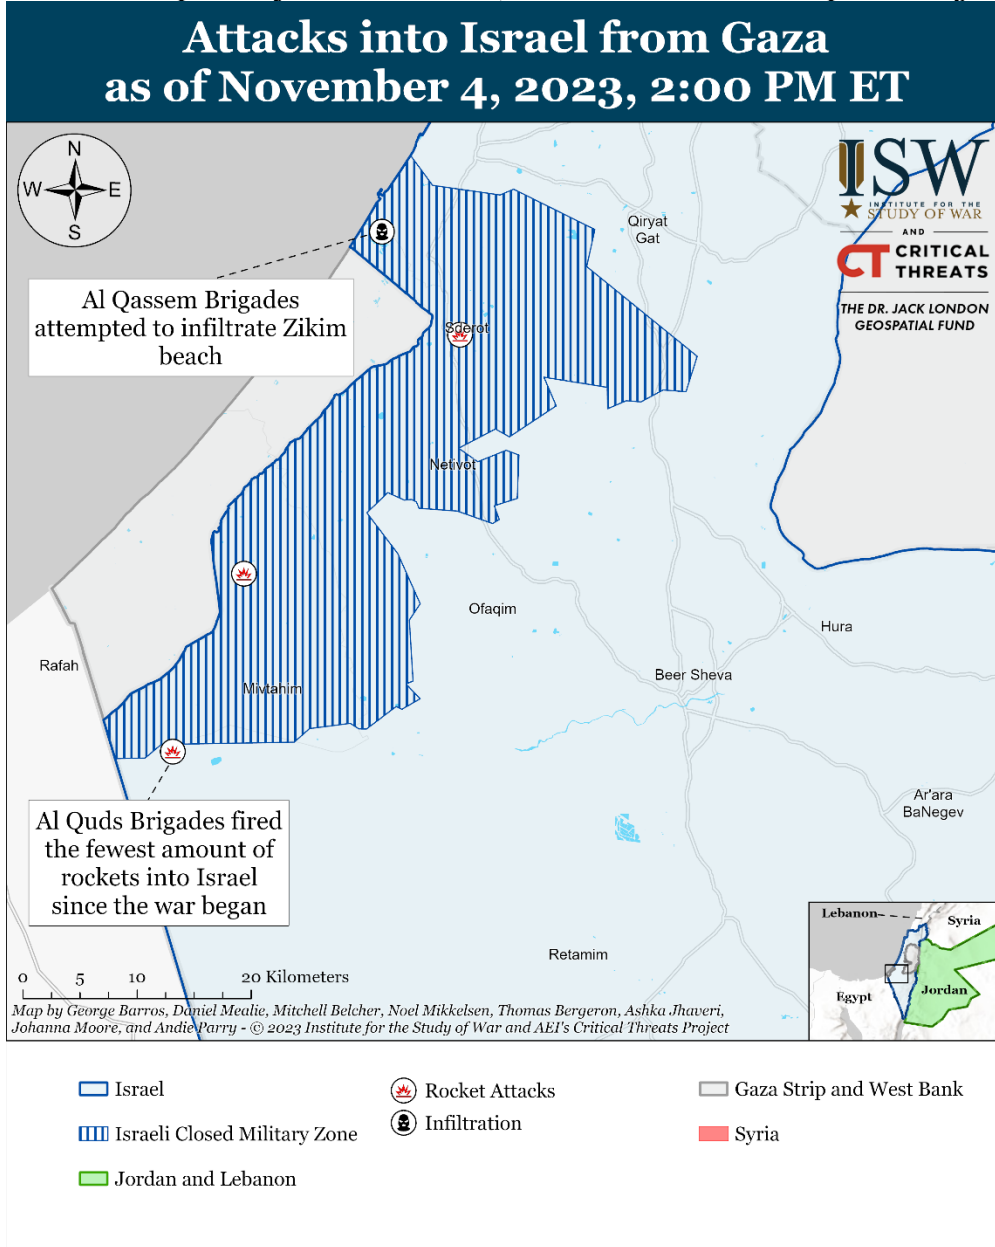 Attacks into Israel from Gaza
as of November 4, 2023, 2:00 PM ET
N
W
E
S
ISW
INSTITUTE FOR THE
STUDY OF WAR
AND
CT CRITICAL
THREATS
THE DR. JACK LONDON
GEOSPATIAL FUND
Qiryat
Gat
Al Qassem Brigades
attempted to infiltrate Zikim
beach
Sderot
Netivot
Ofaqim
Hura
Rafah
Beer Sheva
Mivtahim
Ar'ara
BaNegev
Al Quds Brigades fired
the fewest amount of
rockets into Israel
since the war began
Retamim
Lebanon
Syria
Egypt
Jordan
0 5 10 20 Kilometers
Map by George Barros, Daniel Mealie, Mitchell Belcher, Noel Mikkelsen, Thomas Bergeron, Ashka Jhaveri,
Johanna Moore, and Andie Parry - © 2023 Institute for the Study of War and AEI's Critical Threats Project
Israel
Israeli Closed Military Zone
Jordan and Lebanon
Rocket Attacks
Infiltration
Gaza Strip and West Bank
Syria